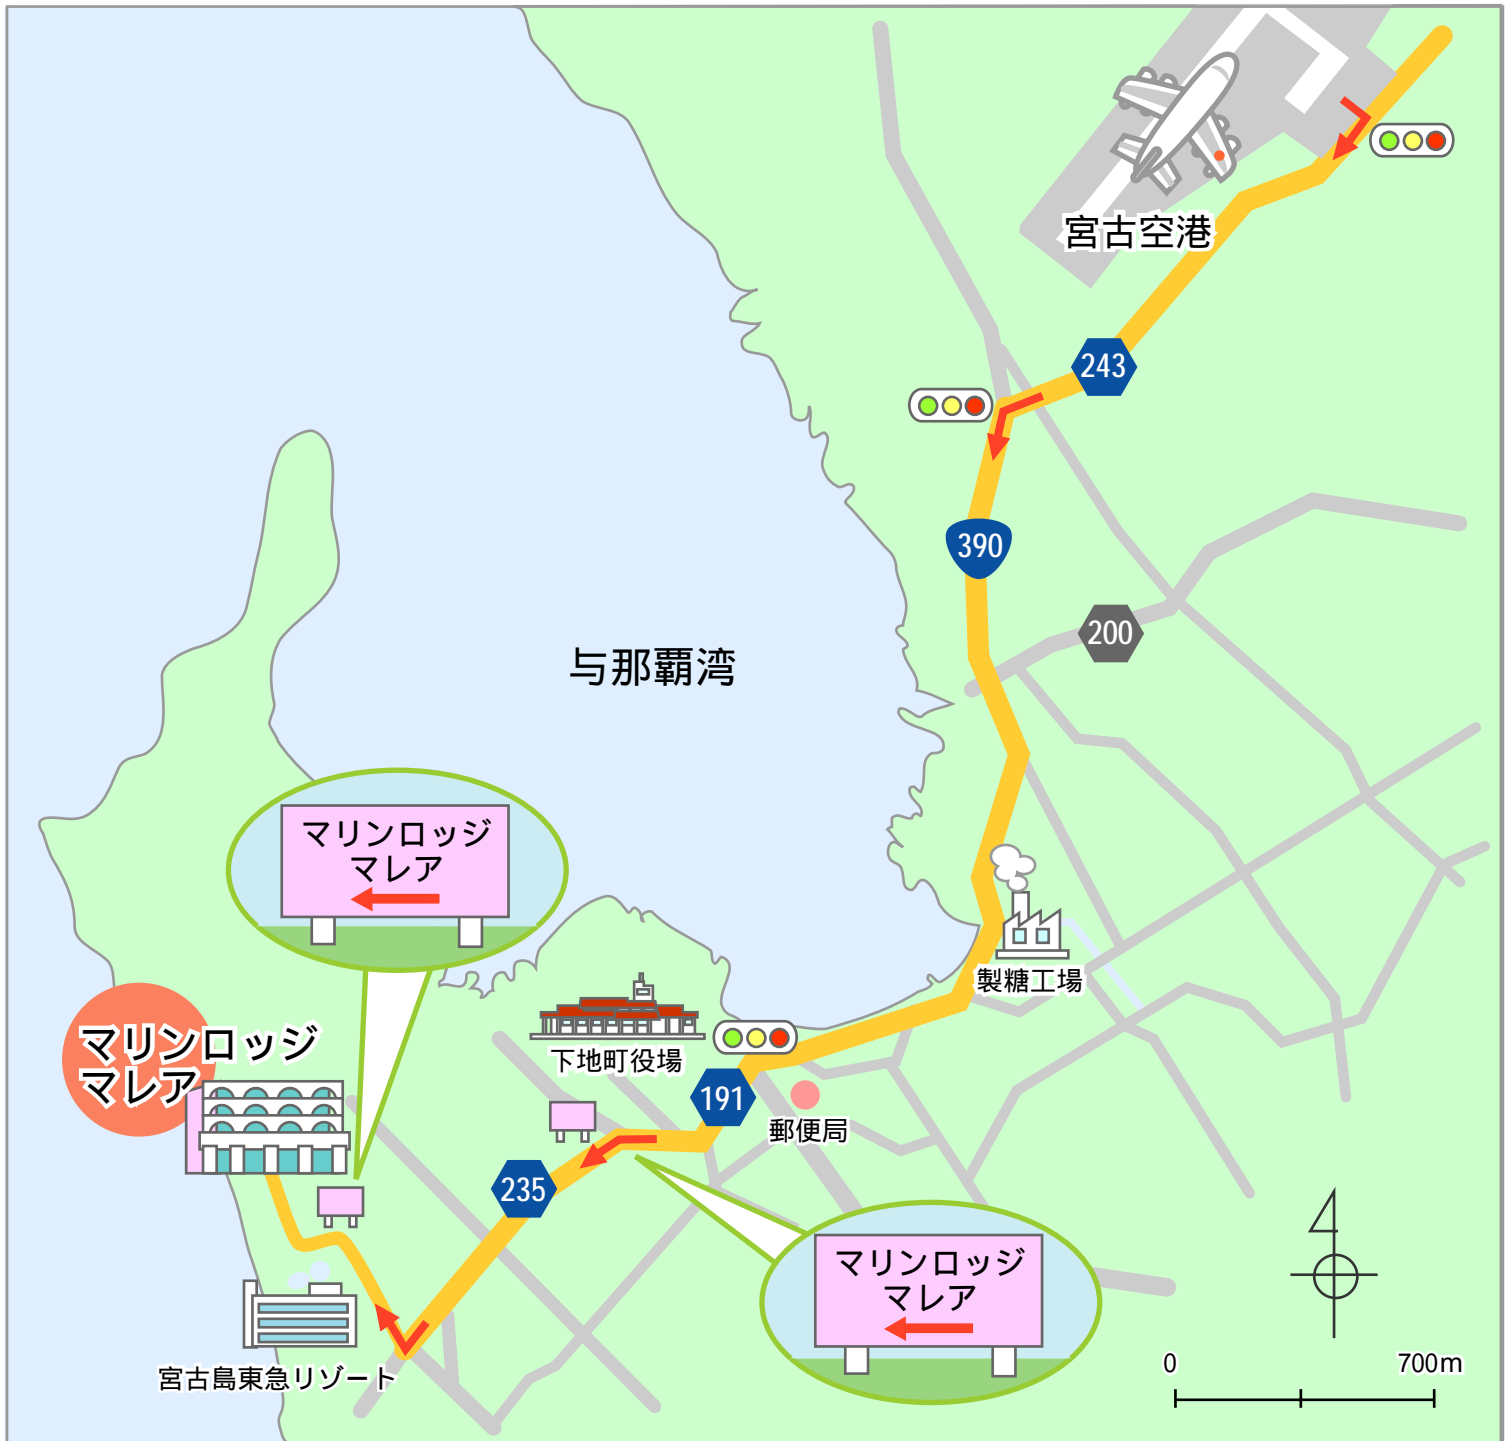 宮古空港
243
390
200
与那覇湾
マリンロッジ
マレア
製糖工場
マリンロッジ
マレア
下地町役場
191
郵便局
235
マリンロッジ
マレア
宮古島東急リゾート
0
700m